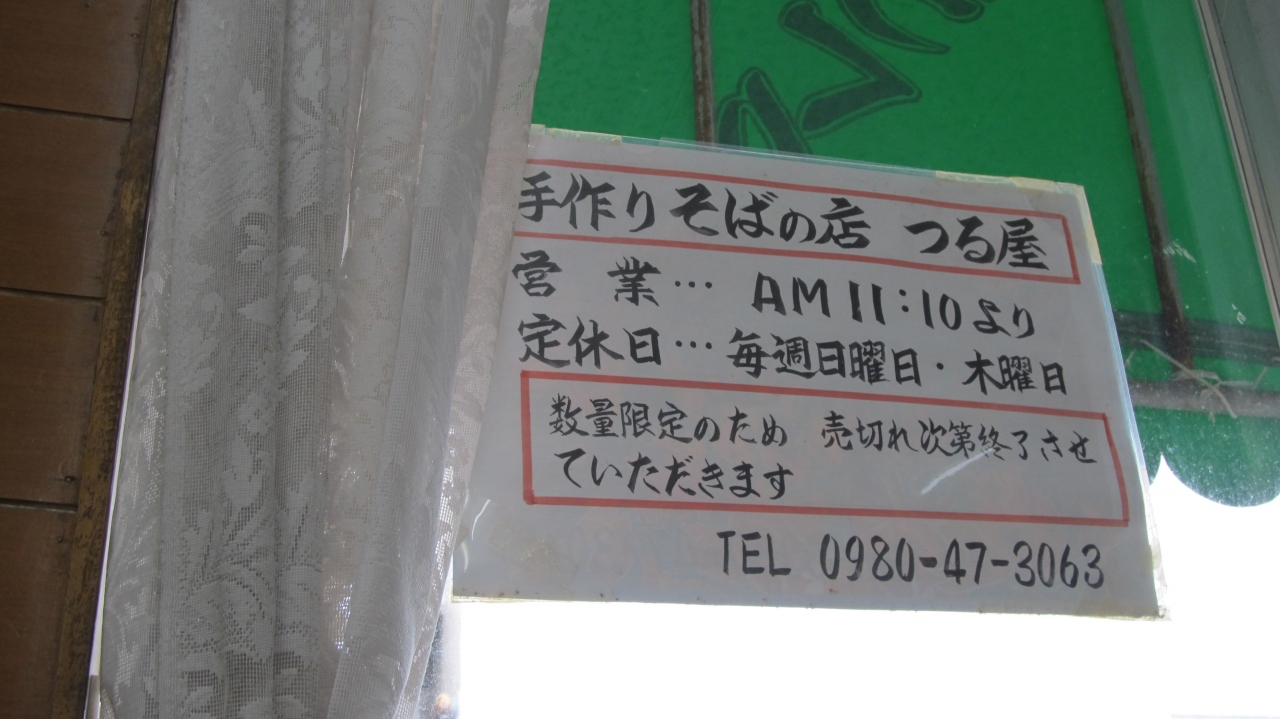 手作りそばの店 つる屋
営 業… AM 11:10より
定休日…毎週日曜日・木曜日
数量限定のため 売切れ次第終了させ
ていただきます
TEL 0980-47-3063